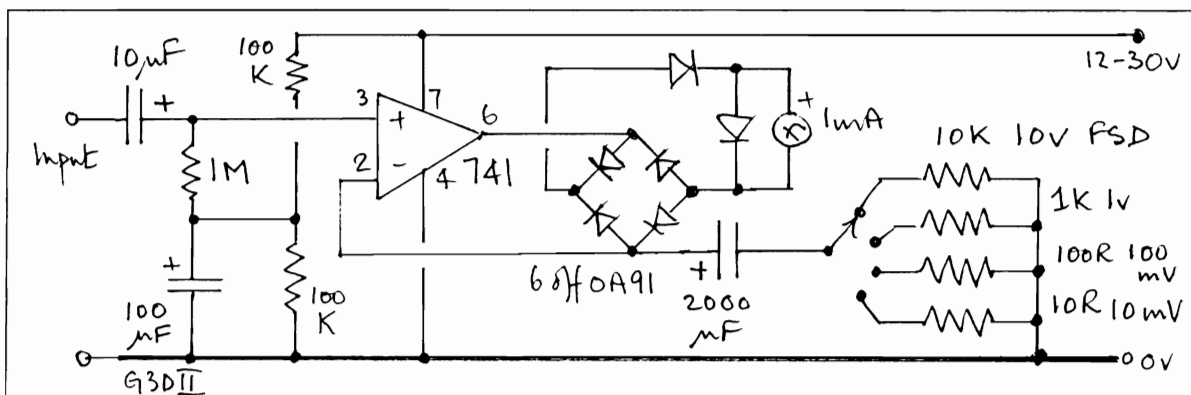 10µF
+
Input
1M
100
K
+
100
µF
100
K
G3DII
3
+
7
2
-
4
741
6
6 off OA91
+
1mA
+
2000
µF
12-30V
10K 10V FSD
1K 1V
100R 100
mV
10R 10mV
0V